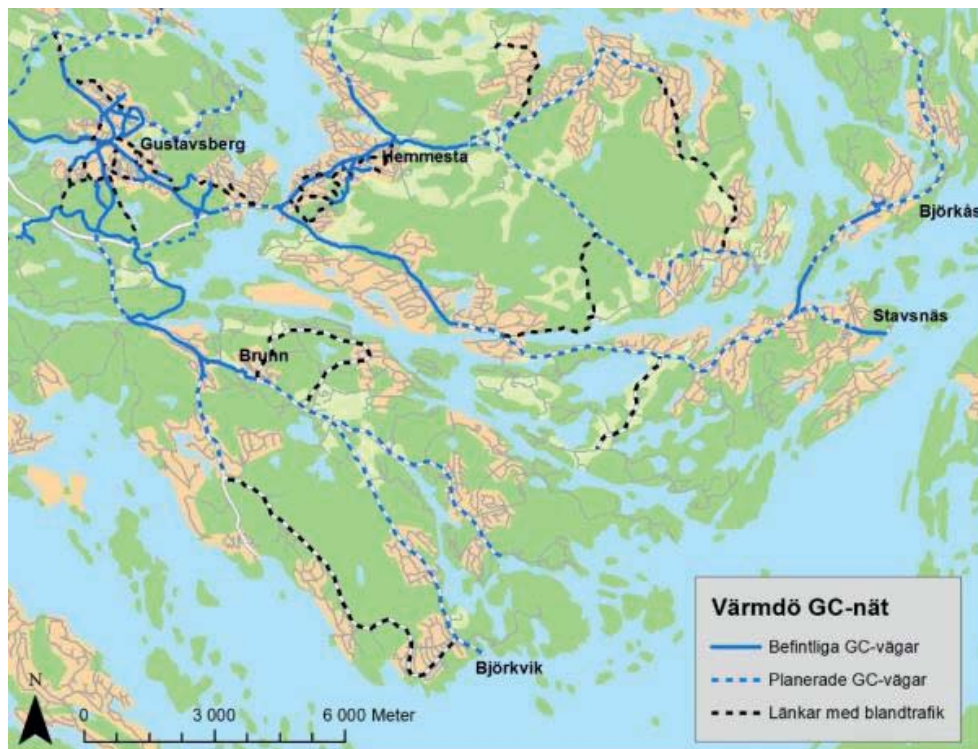 Gustavsberg
Hemmesta
Björkås
Stavsnäs
Brunn
Björkvik
Värmdö GC-nät
Befintliga GC-vägar
Planerade GC-vägar
Länkar med blandtrafik
N
0 3 000 6 000 Meter